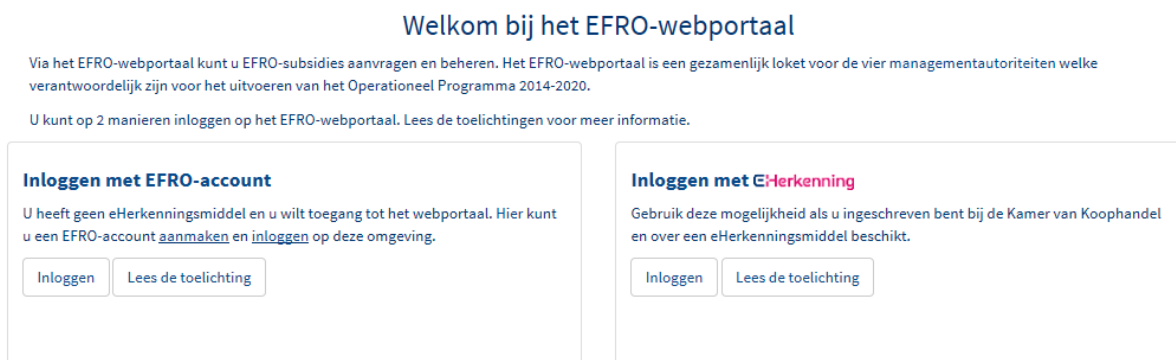 Welkom bij het EFRO-webportaal
Via het EFRO-webportaal kunt u EFRO-subsidies aanvragen en beheren. Het EFRO-webportaal is een gezamenlijk loket voor de vier managementautoriteiten welke
verantwoordelijk zijn voor het uitvoeren van het Operationeel Programma 2014-2020.
U kunt op 2 manieren inloggen op het EFRO-webportaal. Lees de toelichtingen voor meer informatie.
Inloggen met EFRO-account
U heeft geen eHerkenningsmiddel en u wilt toegang tot het webportaal. Hier kunt
u een EFRO-account aanmaken en inloggen op deze omgeving.
Inloggen Lees de toelichting
Inloggen met eHerkenning
Gebruik deze mogelijkheid als u ingeschreven bent bij de Kamer van Koophandel
en over een eHerkenningsmiddel beschikt.
Inloggen Lees de toelichting